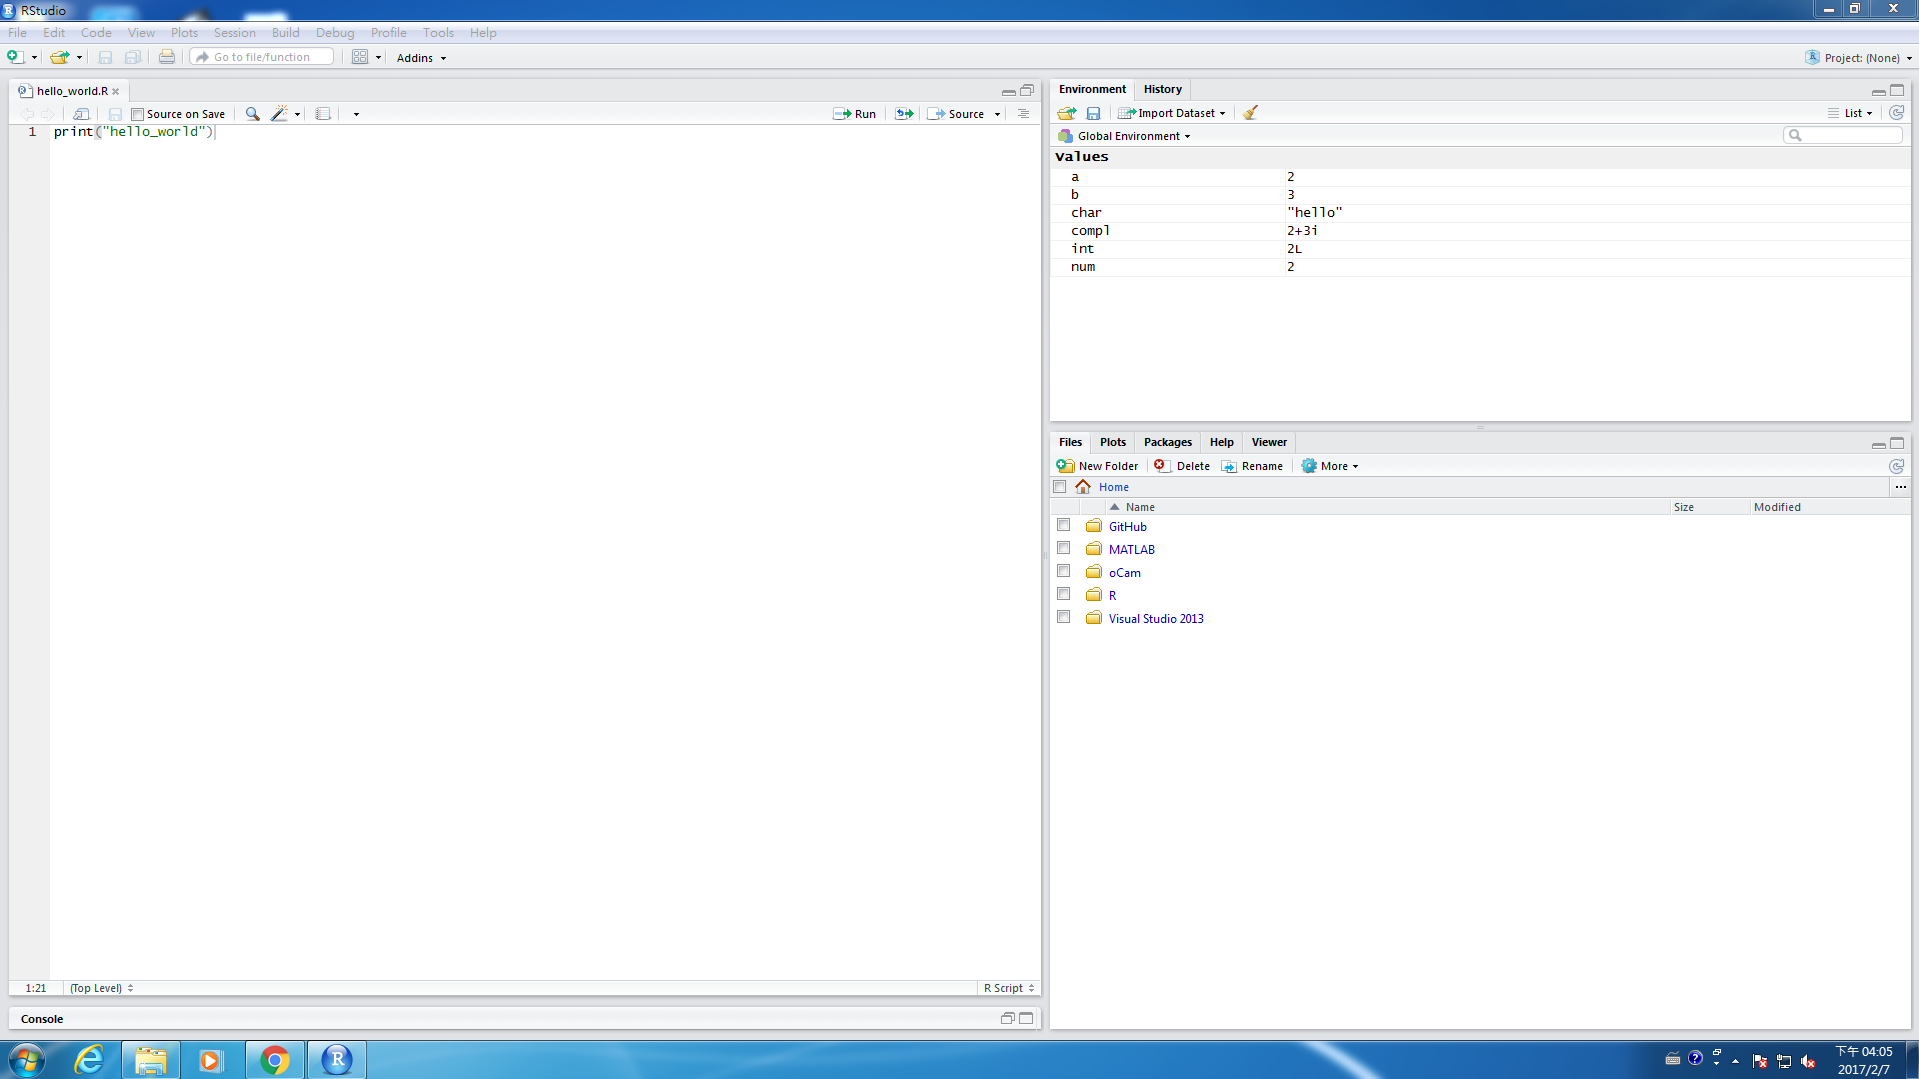 RStudio
File Edit Code View Plots Session Build Debug Profile Tools Help
Go to file/function Addins Project: (None)
hello_world.R
Source on Save Run Source
1 print("hello_world")
1:21 (Top Level) R Script
Console
Environment History
Import Dataset List
Global Environment
Values
a 2
b 3
char "hello"
compl 2+3i
int 2L
num 2
Files Plots Packages Help Viewer
New Folder Delete Rename More
Home ...
Name Size Modified
GitHub
MATLAB
oCam
R
Visual Studio 2013
下午 04:05
2017/2/7